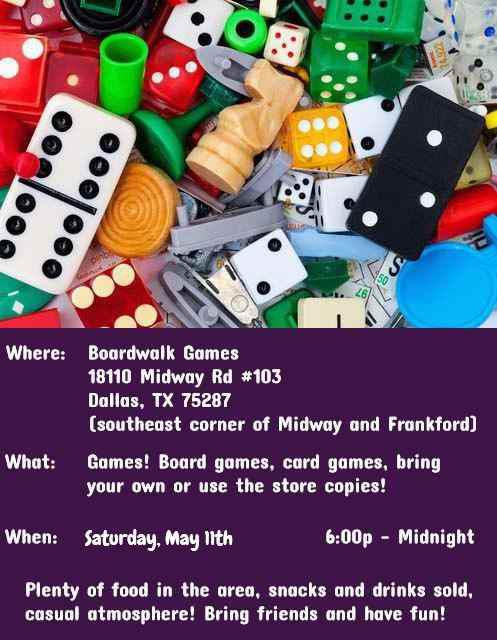 Where: Boardwalk Games
18110 Midway Rd #103
Dallas, TX 75287
(southeast corner of Midway and Frankford)
What: Games! Board games, card games, bring
your own or use the store copies!
When: Saturday, May 11th 6:00p - Midnight
Plenty of food in the area, snacks and drinks sold,
casual atmosphere! Bring friends and have fun!